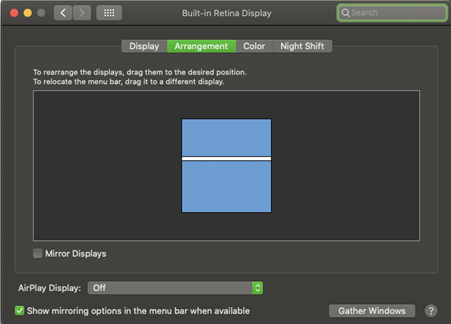 Built-in Retina Display
Search
Display Arrangement Color Night Shift
To rearrange the displays, drag them to the desired position.
To relocate the menu bar, drag it to a different display.
Mirror Displays
AirPlay Display: Off
Show mirroring options in the menu bar when available
Gather Windows ?